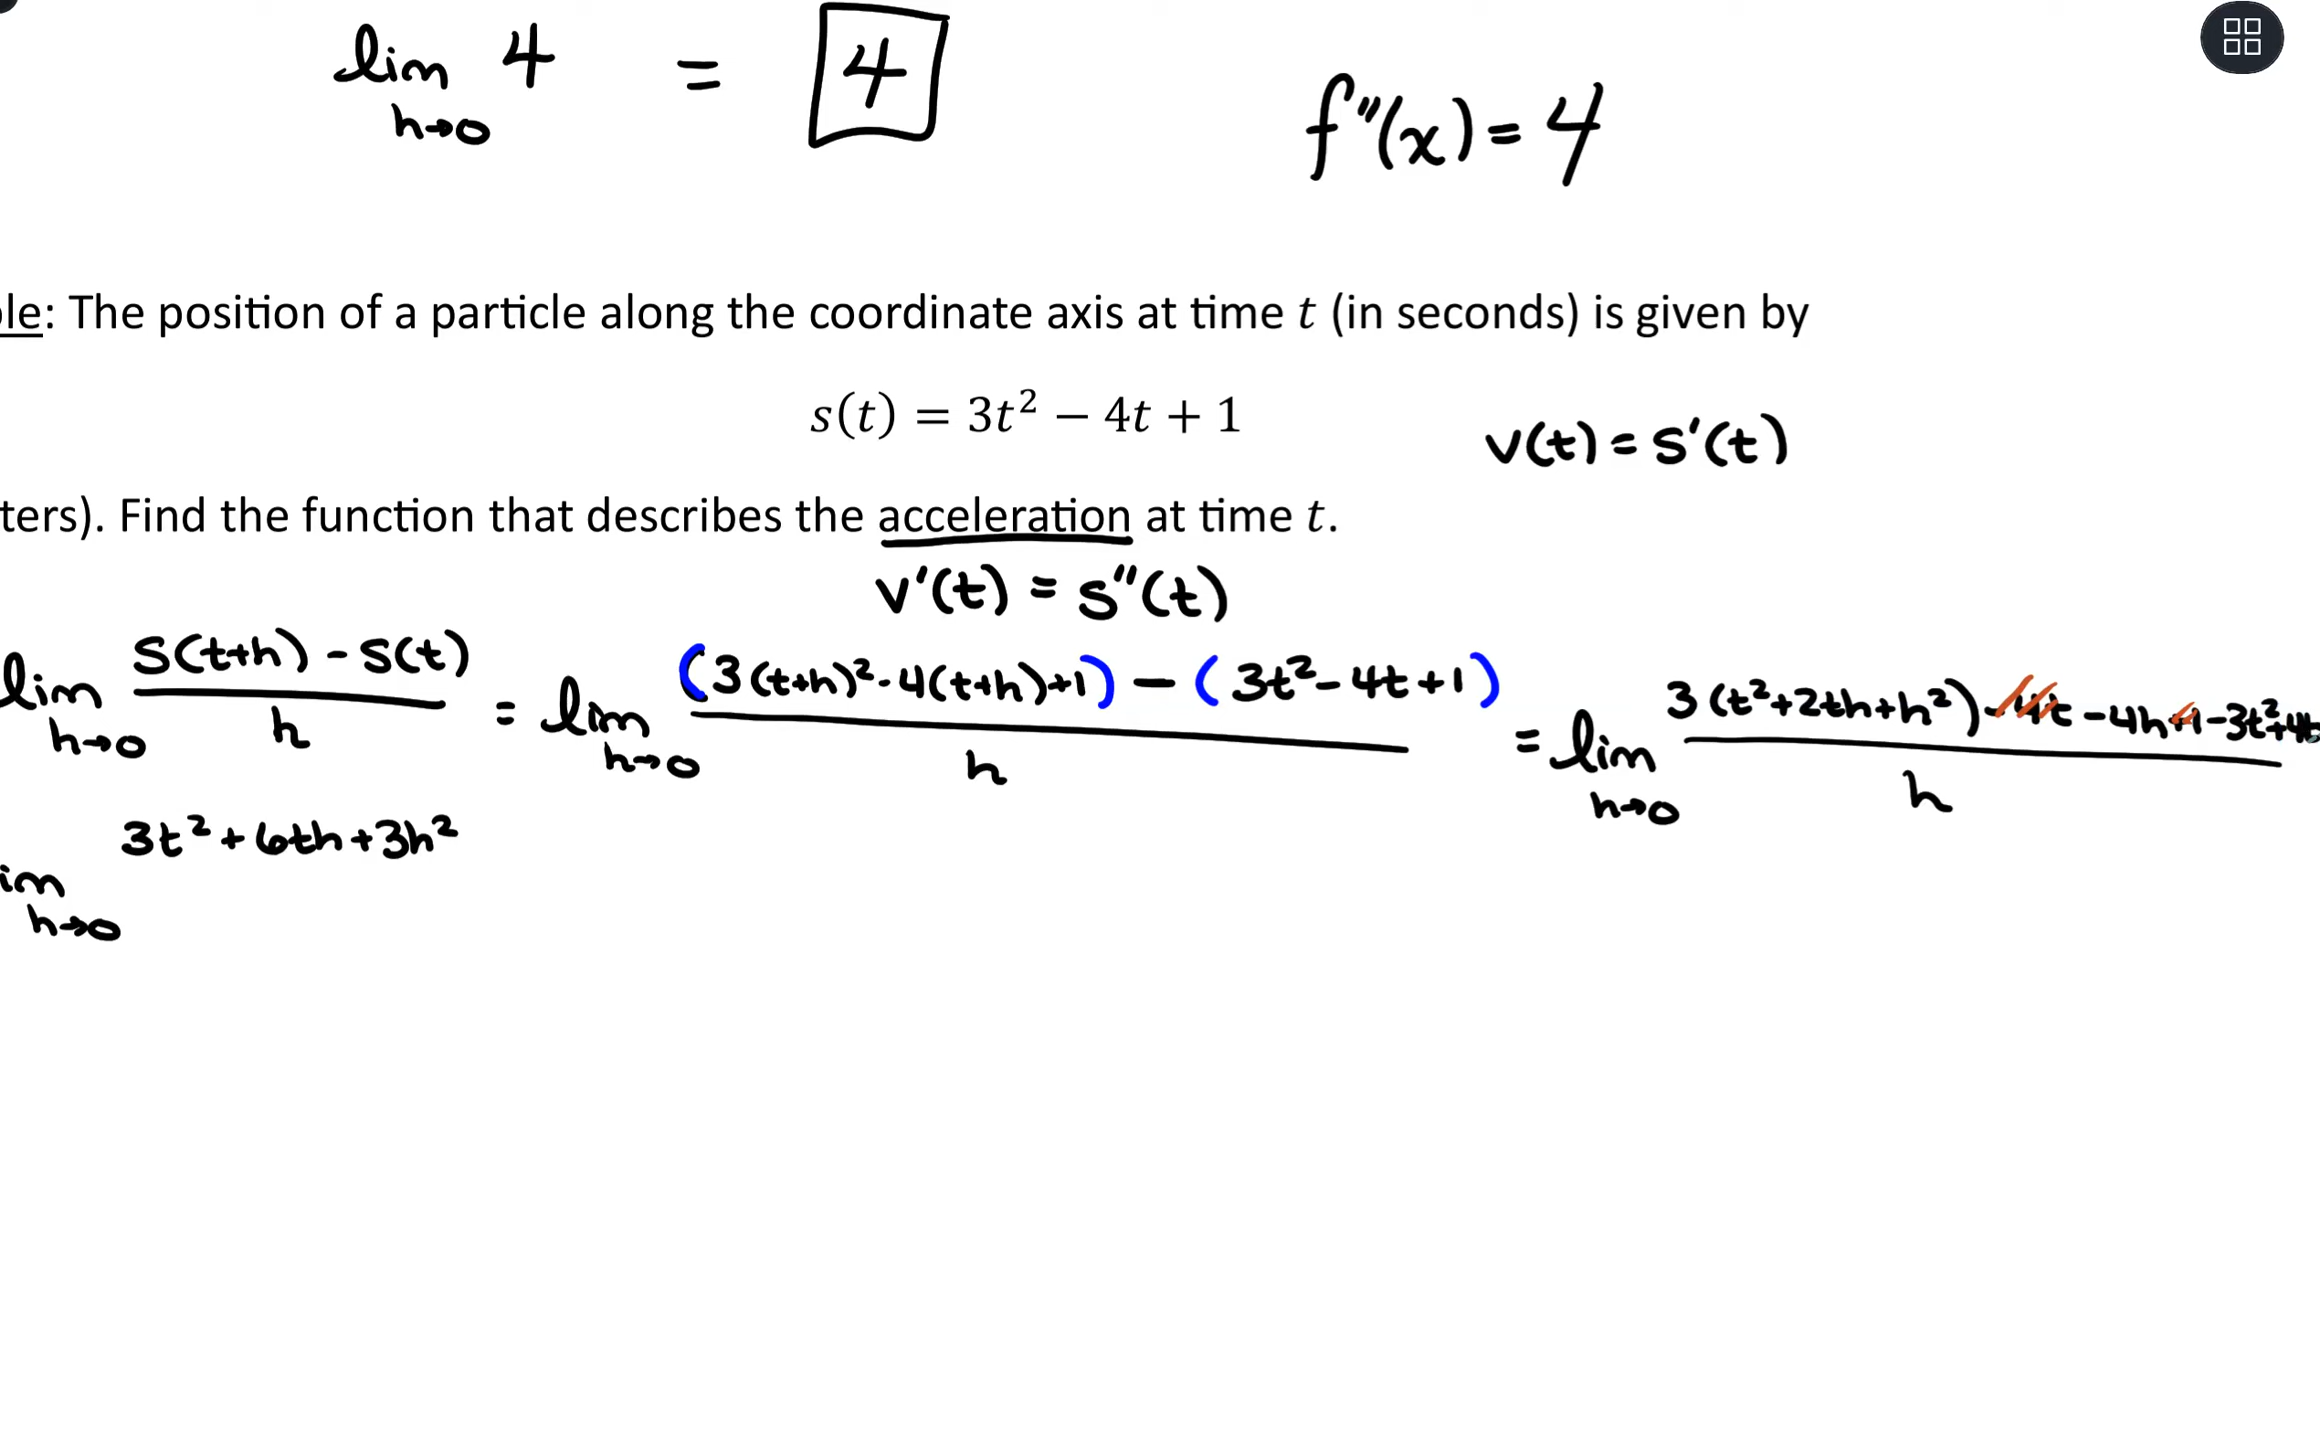 lim 4 = 4
h→0
f"(x)=4
le: The position of a particle along the coordinate axis at time t (in seconds) is given by
s(t) = 3t² − 4t + 1
v(t) = s'(t)
ters). Find the function that describes the acceleration at time t.
v'(t) = s"(t)
lim h→0 (s(t+h) - s(t))/h = lim h→0 ((3(t+h)²-4(t+h)+1) - (3t²-4t+1))/h = lim h→0 (3(t²+2th+h²)-4t-4h+1-3t²+4t)/h
3t²+6th+3h²
im
h→0